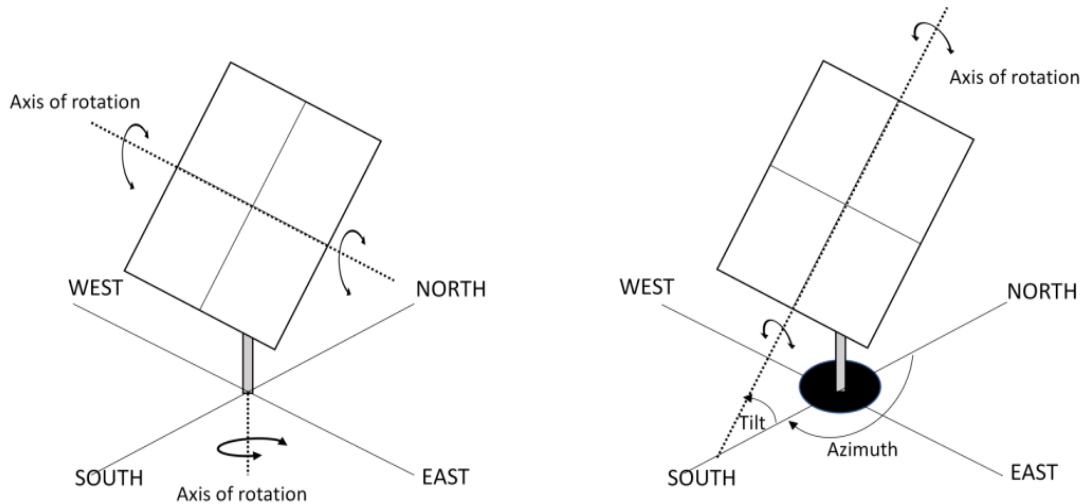 Axis of rotation
WEST
NORTH
SOUTH
EAST
Axis of rotation
Axis of rotation
WEST
NORTH
Tilt
Azimuth
SOUTH
EAST